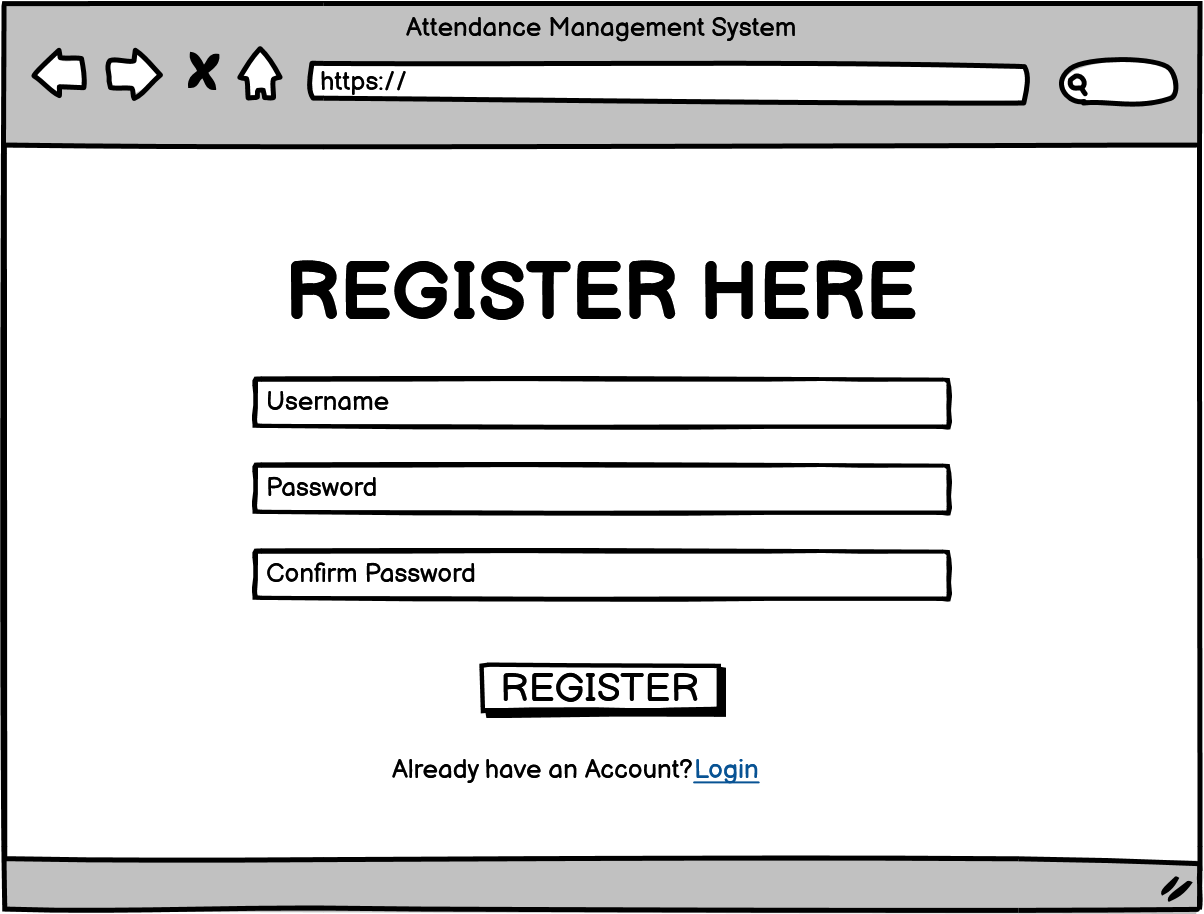 Attendance Management System
https://
REGISTER HERE
Username
Password
Confirm Password
REGISTER
Already have an Account?Login